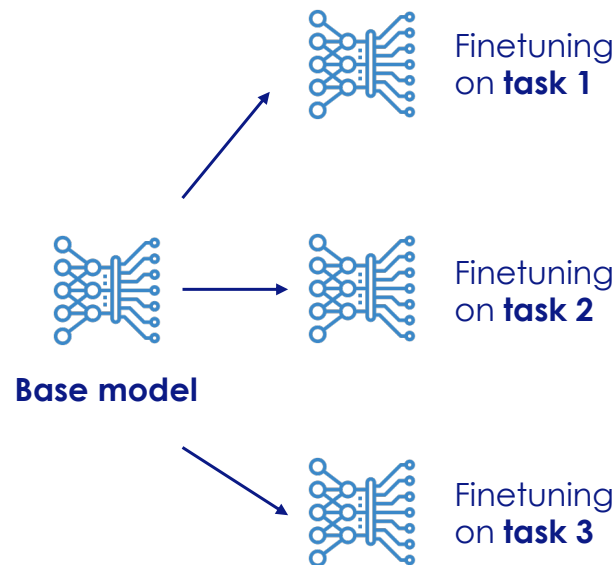 Finetuning
on task 1
Finetuning
on task 2
Base model
Finetuning
on task 3